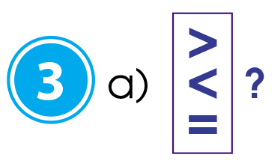 3 a) > < = ?